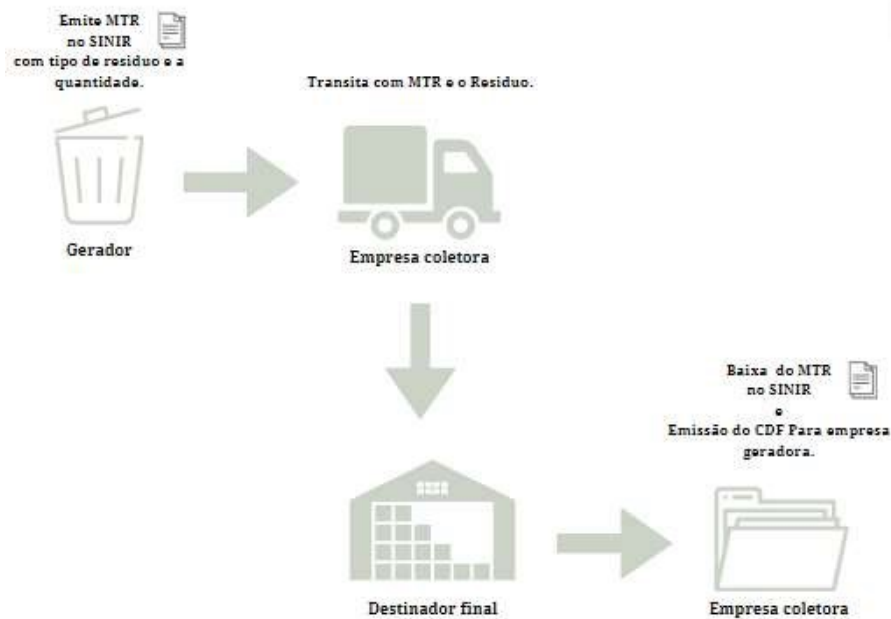 Emite MTR
no SINIR
com tipo de residuo e a
quantidade.
Transita com MTR e o Residuo.
Gerador
Empresa coletora
Baixa do MTR
no SINIR
e
Emissão do CDF Para empresa
geradora.
Destinador final
Empresa coletora